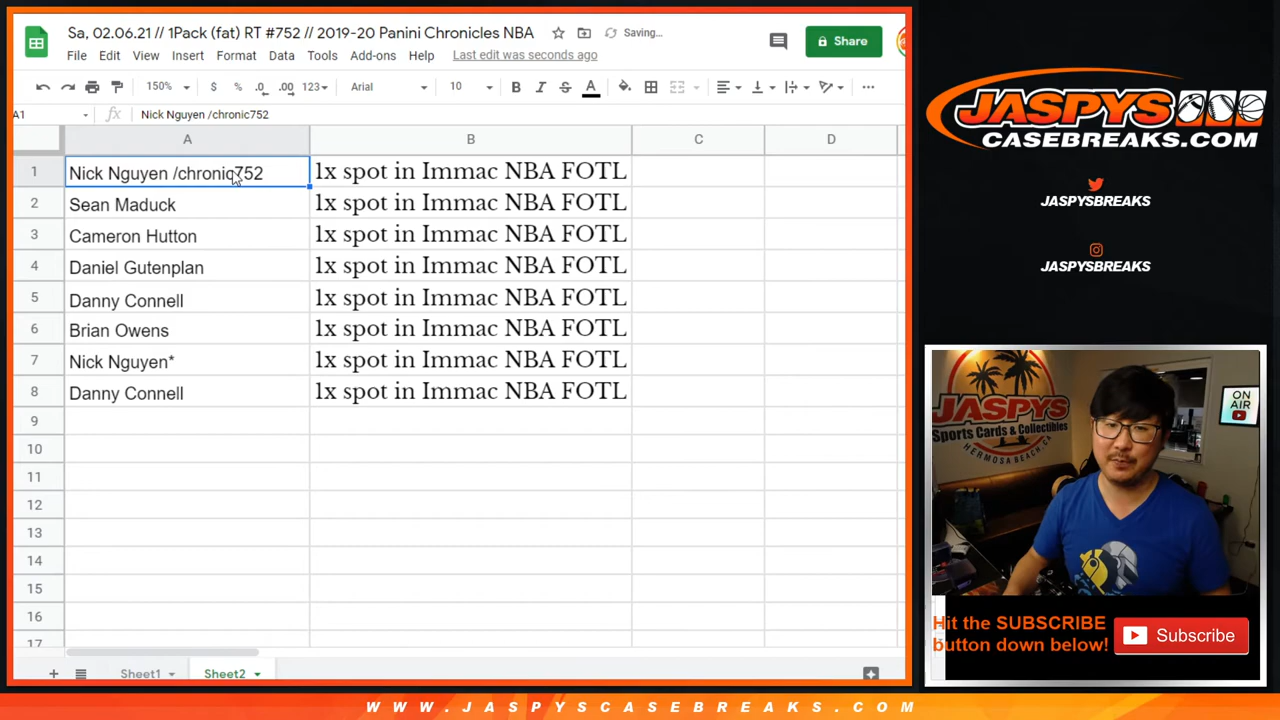 Sa, 02.06.21 // 1Pack (fat) RT #752 // 2019-20 Panini Chronicles NBA
Saving...
Share
File Edit View Insert Format Data Tools Add-ons Help Last edit was seconds ago
150% $ % .0 .00 123 Arial 10 B I S A
A1 fx Nick Nguyen /chronic752
A B C D
1 Nick Nguyen /chronic752 1x spot in Immac NBA FOTL
2 Sean Maduck 1x spot in Immac NBA FOTL
3 Cameron Hutton 1x spot in Immac NBA FOTL
4 Daniel Gutenplan 1x spot in Immac NBA FOTL
5 Danny Connell 1x spot in Immac NBA FOTL
6 Brian Owens 1x spot in Immac NBA FOTL
7 Nick Nguyen* 1x spot in Immac NBA FOTL
8 Danny Connell 1x spot in Immac NBA FOTL
9
10
11
12
13
14
15
16
17
Sheet1 Sheet2
JASPYS
CASEBREAKS.COM
JASPYSBREAKS
JASPYSBREAKS
JASPYS
Sports Cards & Collectibles
HERMOSA BEACH, CA
ON
AIR
Hit the SUBSCRIBE
button down below!
Subscribe
WWW.JASPYSCASEBREAKS.COM